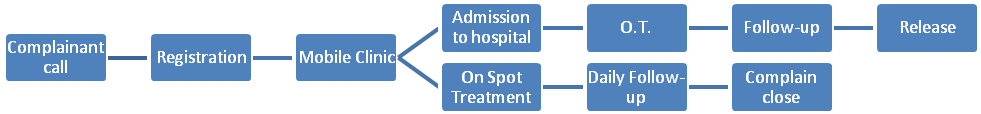 Complainant
call
Registration
Mobile Clinic
Admission
to hospital
O.T.
Follow-up
Release
On Spot
Treatment
Daily Follow-
up
Complain
close